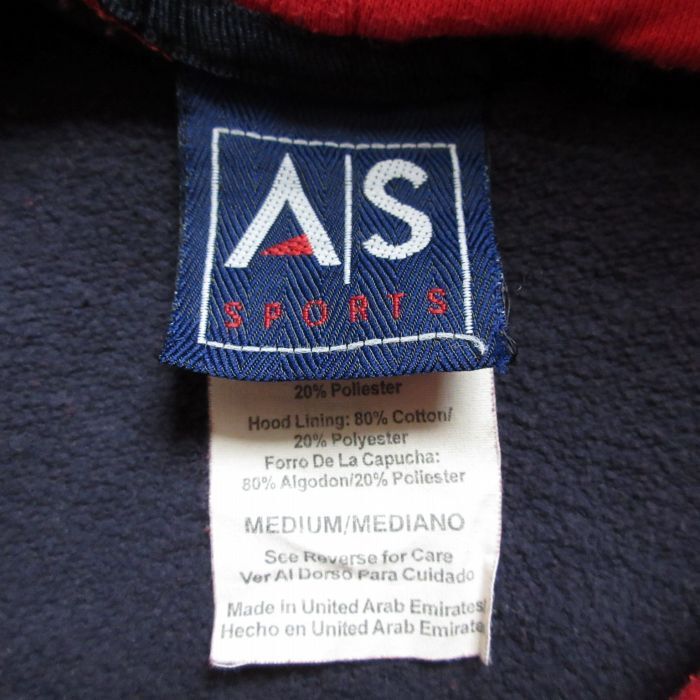 A|S
SPORTS
20% Poliester
Hood Lining: 80% Cotton/
20% Polyester
Forro De La Capucha:
80% Algodon/20% Poliester
MEDIUM/MEDIANO
See Reverse for Care
Ver Al Dorso Para Cuidado
Made in United Arab Emirates/
Hecho en United Arab Emirate